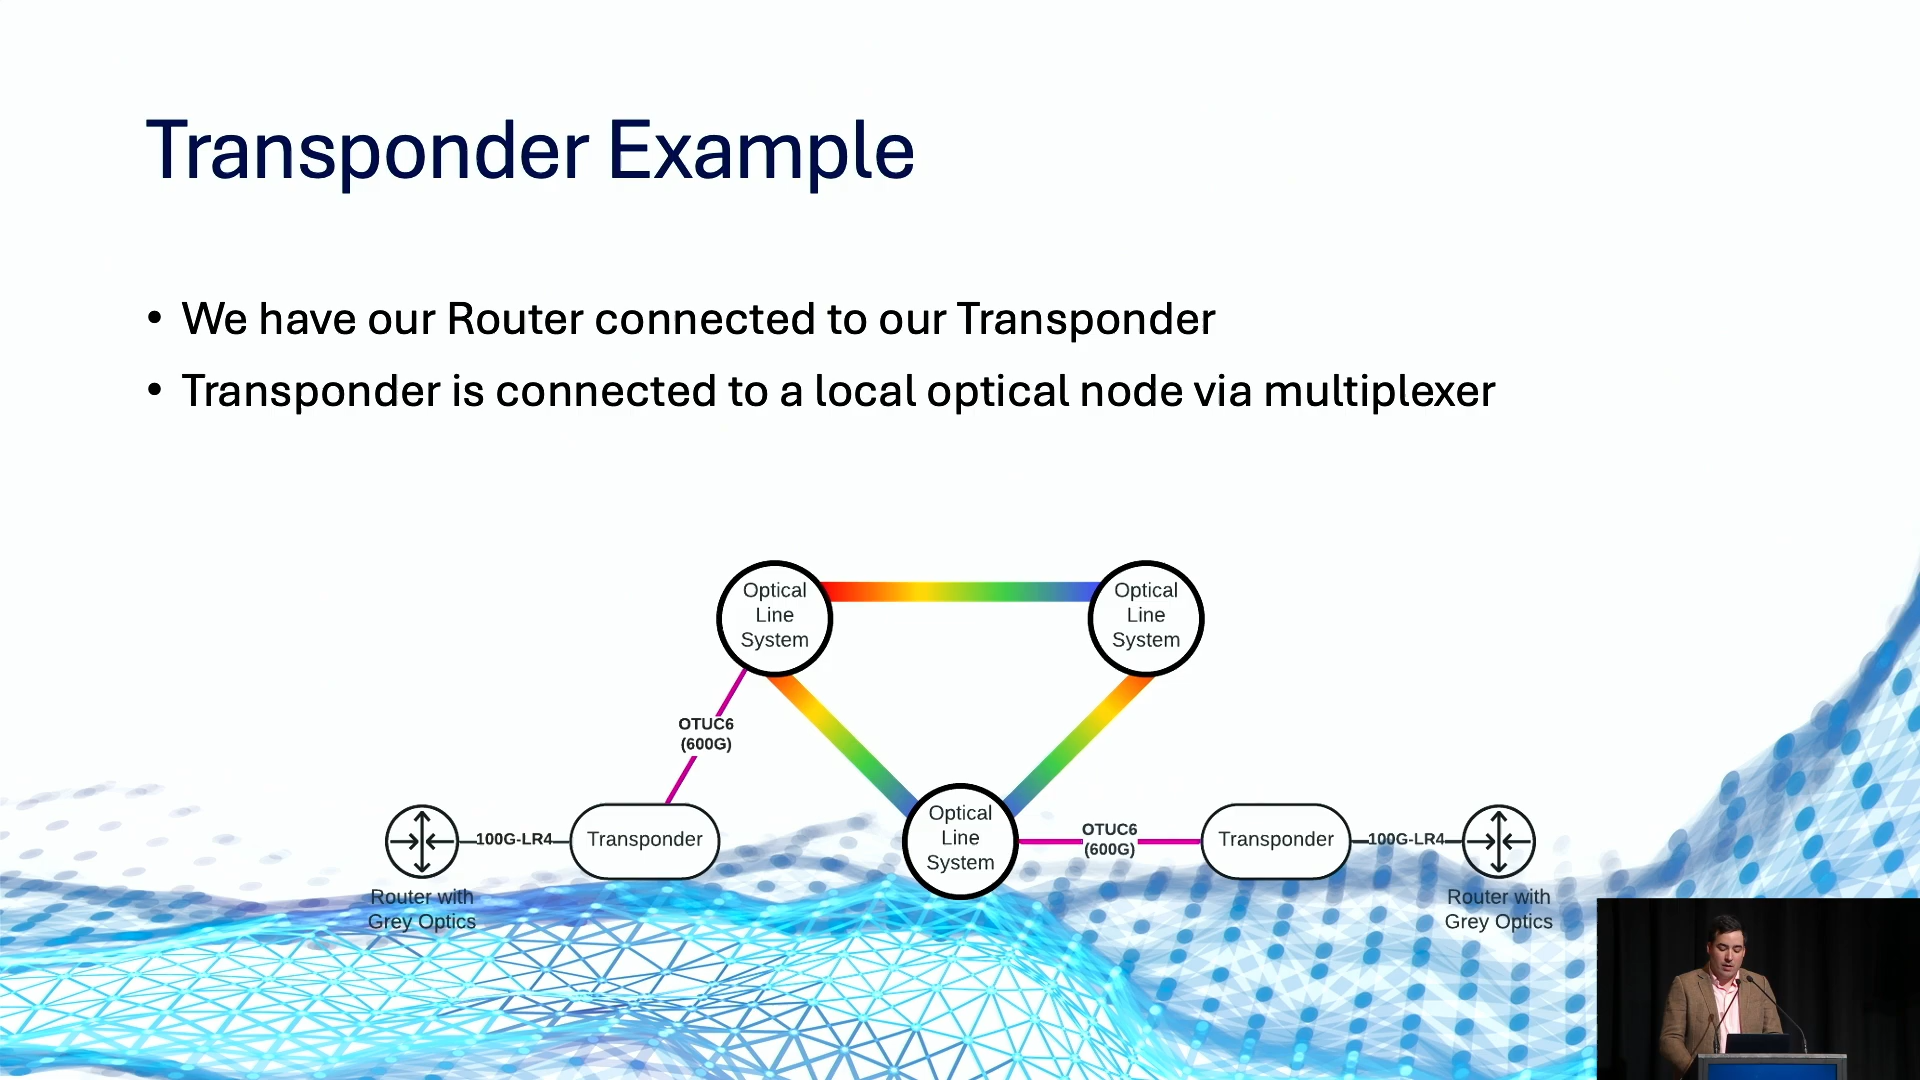 Transponder Example
• We have our Router connected to our Transponder
• Transponder is connected to a local optical node via multiplexer
Optical
Line
System
Optical
Line
System
OTUC6
(600G)
100G-LR4
Transponder
Optical
Line
System
OTUC6
(600G)
Transponder
100G-LR4
Router with
Grey Optics
Router with
Grey Optics